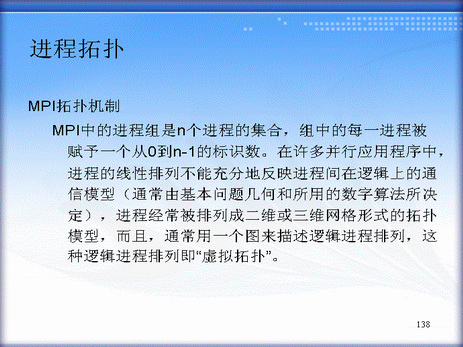 进程拓扑
MPI拓扑机制
MPI中的进程组是n个进程的集合，组中的每一进程被
赋予一个从0到n-1的标识数。在许多并行应用程序中，
进程的线性排列不能充分地反映进程间在逻辑上的通
信模型（通常由基本问题几何和所用的数字算法所决
定），进程经常被排列成二维或三维网格形式的拓扑
模型，而且，通常用一个图来描述逻辑进程排列，这
种逻辑进程排列即“虚拟拓扑”。
138